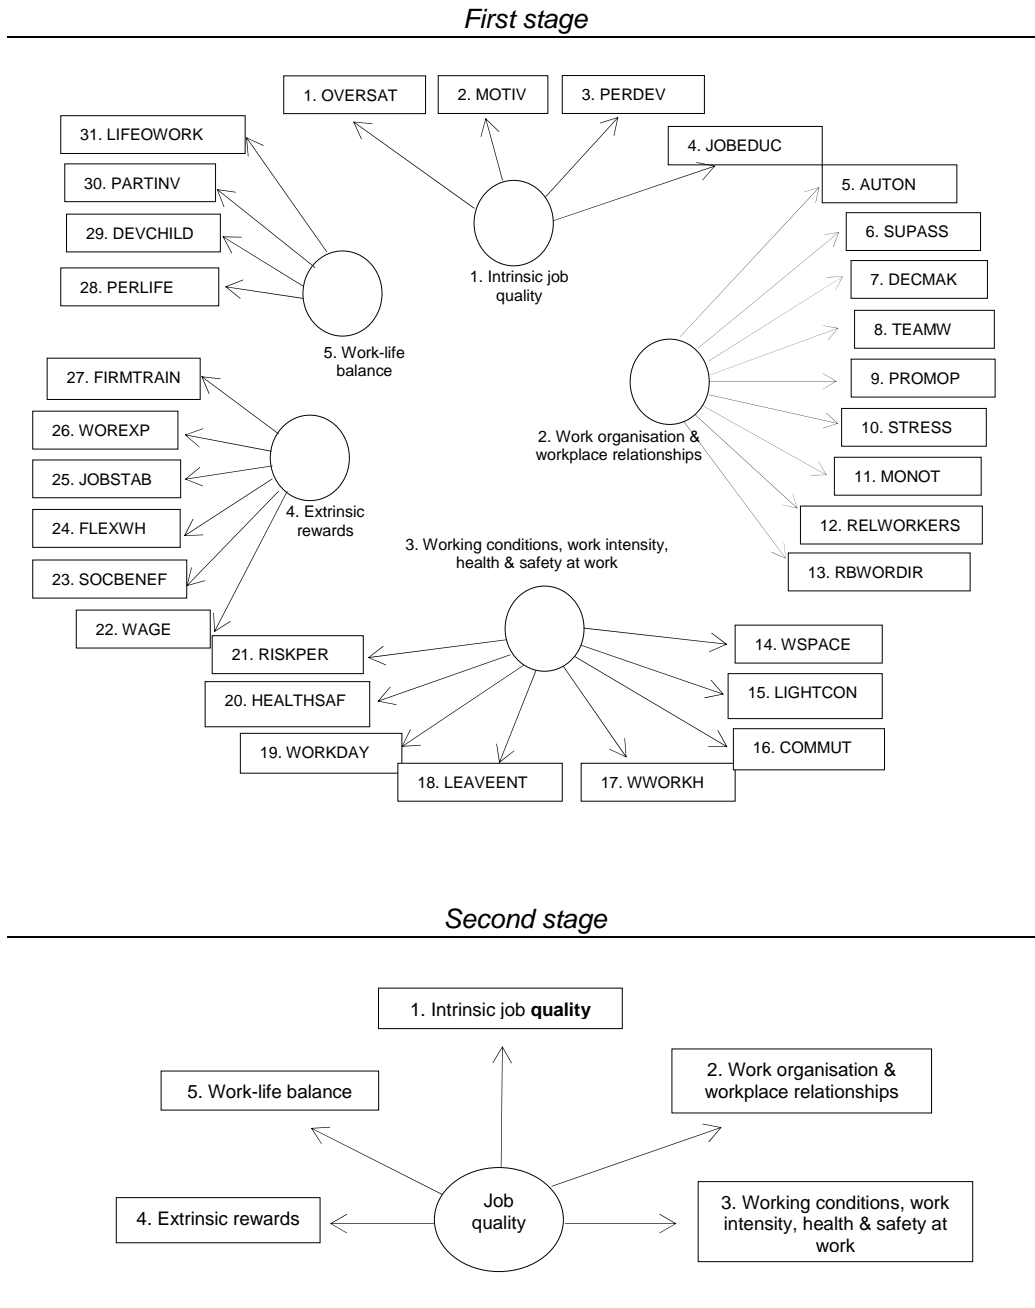 First stage
1. OVERSAT
2. MOTIV
3. PERDEV
4. JOBEDUC
5. AUTON
6. SUPASS
7. DECMAK
8. TEAMW
9. PROMOP
10. STRESS
11. MONOT
12. RELWORKERS
13. RBWORDIR
14. WSPACE
15. LIGHTCON
16. COMMUT
17. WWORKH
18. LEAVEENT
19. WORKDAY
20. HEALTHSAF
21. RISKPER
22. WAGE
23. SOCBENEF
24. FLEXWH
25. JOBSTAB
26. WOREXP
27. FIRMTRAIN
28. PERLIFE
29. DEVCHILD
30. PARTINV
31. LIFEOWORK
1. Intrinsic job
quality
2. Work organisation &
workplace relationships
3. Working conditions, work intensity,
health & safety at work
4. Extrinsic
rewards
5. Work-life
balance
Second stage
1. Intrinsic job quality
2. Work organisation &
workplace relationships
3. Working conditions, work
intensity, health & safety at
work
4. Extrinsic rewards
5. Work-life balance
Job
quality